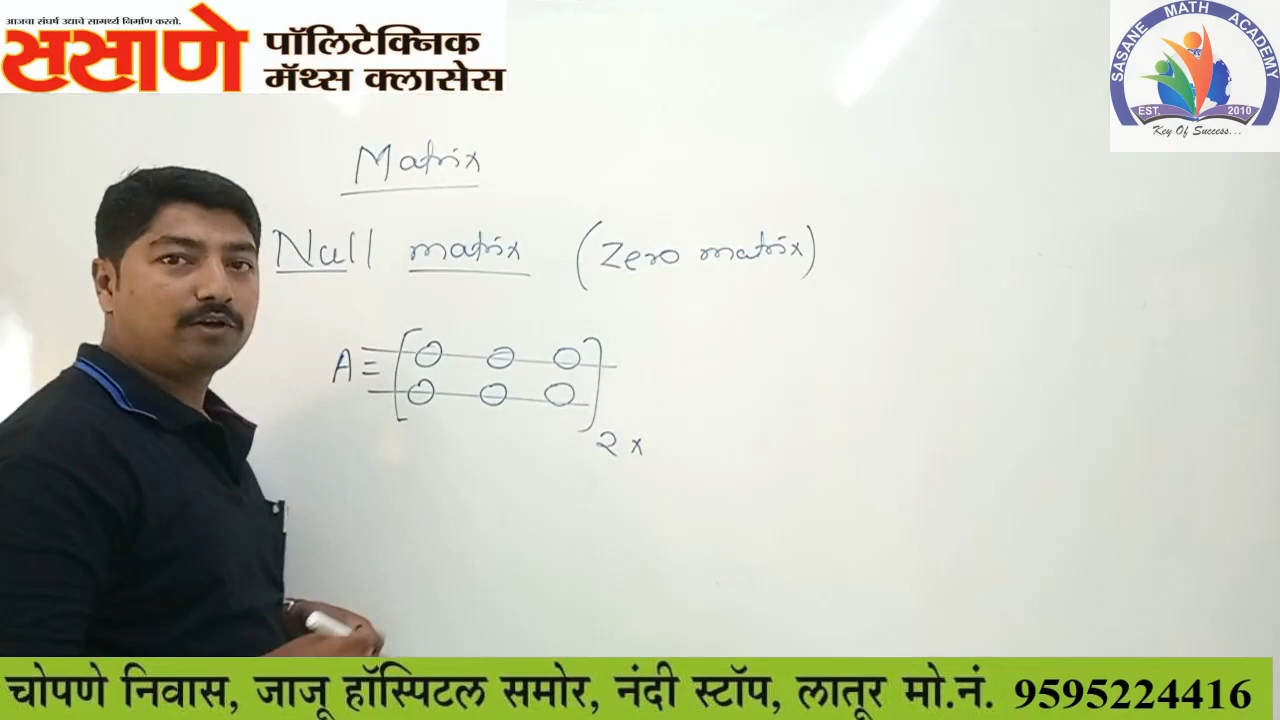 आजचा संघर्ष उद्याचे सामर्थ्य निर्माण करतो.
ससाणे
पॉलिटेक्निक
मॅथ्स क्लासेस
SASANE MATH ACADEMY
EST. 2010
Key Of Success...
Matrix
Null matrix (Zero matrix)
A = [ 0 0 0
0 0 0 ] 2 x
चोपणे निवास, जाजू हॉस्पिटल समोर, नंदी स्टॉप, लातूर मो.नं. 9595224416